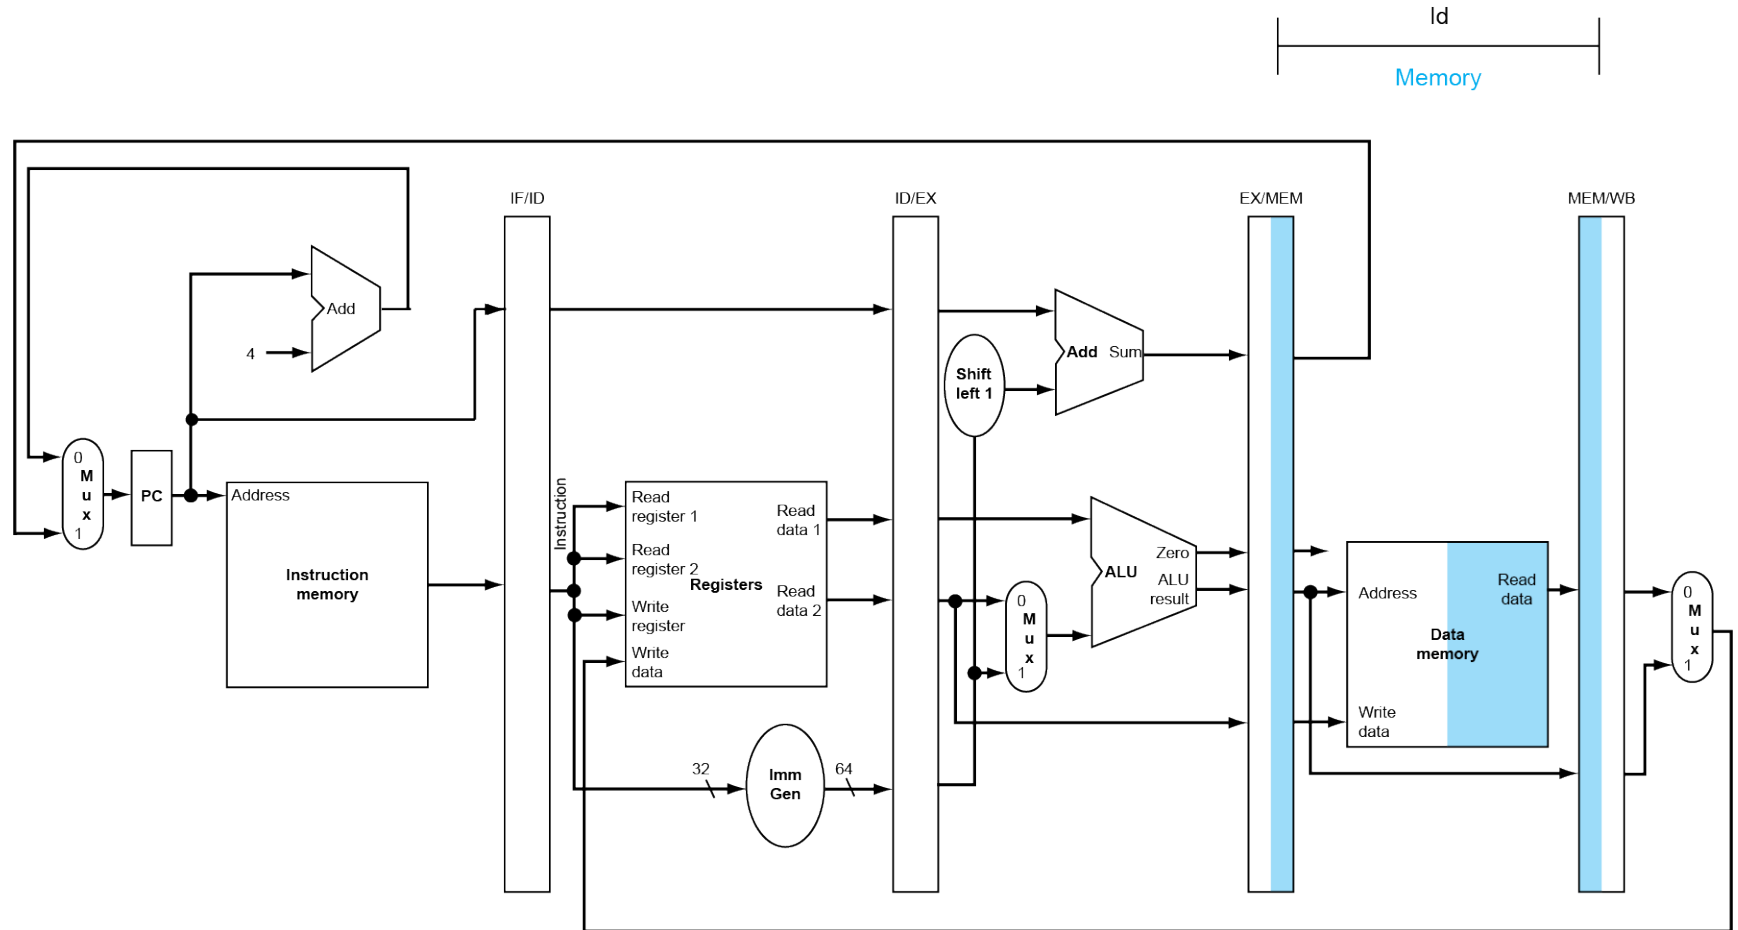 ld
Memory
IF/ID
ID/EX
EX/MEM
MEM/WB
Add
4
Add Sum
Shift
left 1
0
M
u
x
1
PC
Address
Instruction
memory
Instruction
Read
register 1
Read
register 2
Write
register
Write
data
Registers
Read
data 1
Read
data 2
0
M
u
x
1
Zero
ALU
ALU
result
Address
Read
data
Data
memory
Write
data
0
M
u
x
1
32
Imm
Gen
64